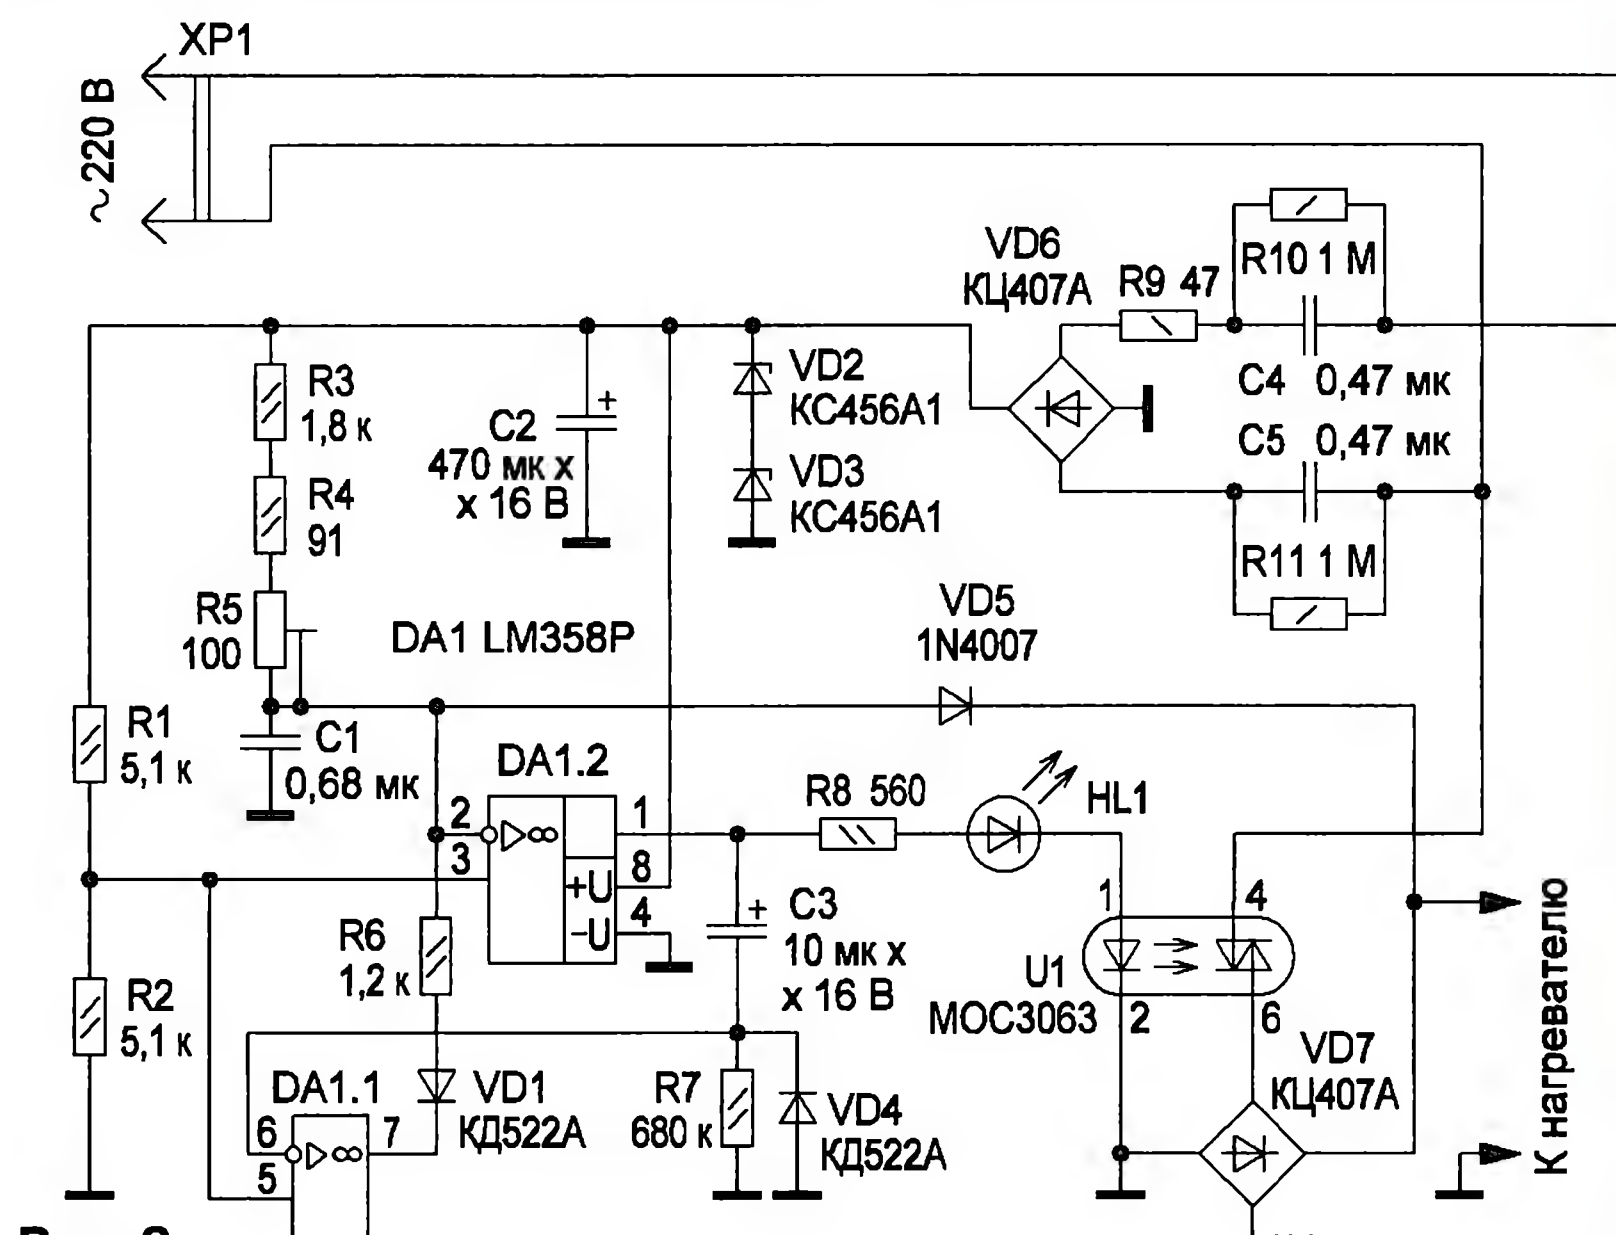 XP1
~220 В
VD6
КЦ407А
R9 47
R10 1 М
C4 0,47 мк
C5 0,47 мк
R11 1 М
R3
1,8 к
R4
91
R5
100
C2
470 мк х
х 16 В
VD2
КС456А1
VD3
КС456А1
DA1 LM358P
VD5
1N4007
R1
5,1 к
C1
0,68 мк
DA1.2
2
3
▷∞
+U
-U
1
8
4
R8 560
HL1
C3
10 мк х
х 16 В
R6
1,2 к
R2
5,1 к
1
4
U1
MOC3063
2
6
VD7
КЦ407А
DA1.1
6
5
▷∞
7
VD1
КД522А
R7
680 к
VD4
КД522А
К нагревателю